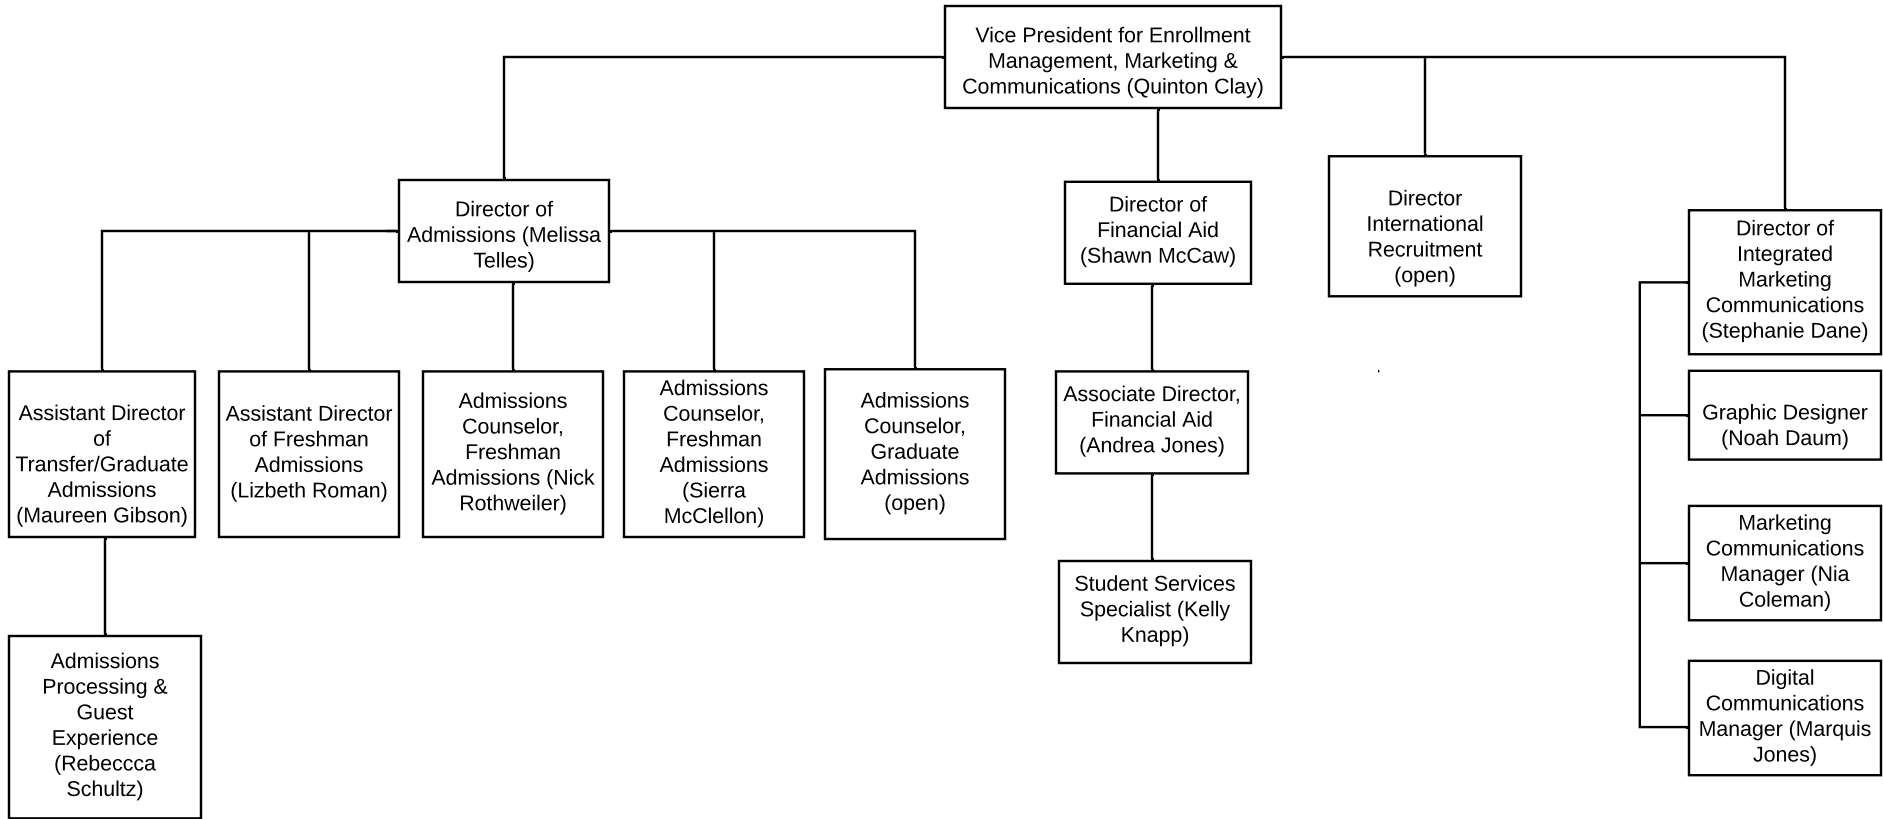 Vice President for Enrollment
Management, Marketing &
Communications (Quinton Clay)
Director of
Admissions (Melissa
Telles)
Director of
Financial Aid
(Shawn McCaw)
Director
International
Recruitment
(open)
Director of
Integrated
Marketing
Communications
(Stephanie Dane)
Assistant Director
of
Transfer/Graduate
Admissions
(Maureen Gibson)
Assistant Director
of Freshman
Admissions
(Lizbeth Roman)
Admissions
Counselor,
Freshman
Admissions (Nick
Rothweiler)
Admissions
Counselor,
Freshman
Admissions
(Sierra
McClellon)
Admissions
Counselor,
Graduate
Admissions
(open)
Associate Director,
Financial Aid
(Andrea Jones)
Graphic Designer
(Noah Daum)
Marketing
Communications
Manager (Nia
Coleman)
Student Services
Specialist (Kelly
Knapp)
Admissions
Processing &
Guest
Experience
(Rebeccca
Schultz)
Digital
Communications
Manager (Marquis
Jones)